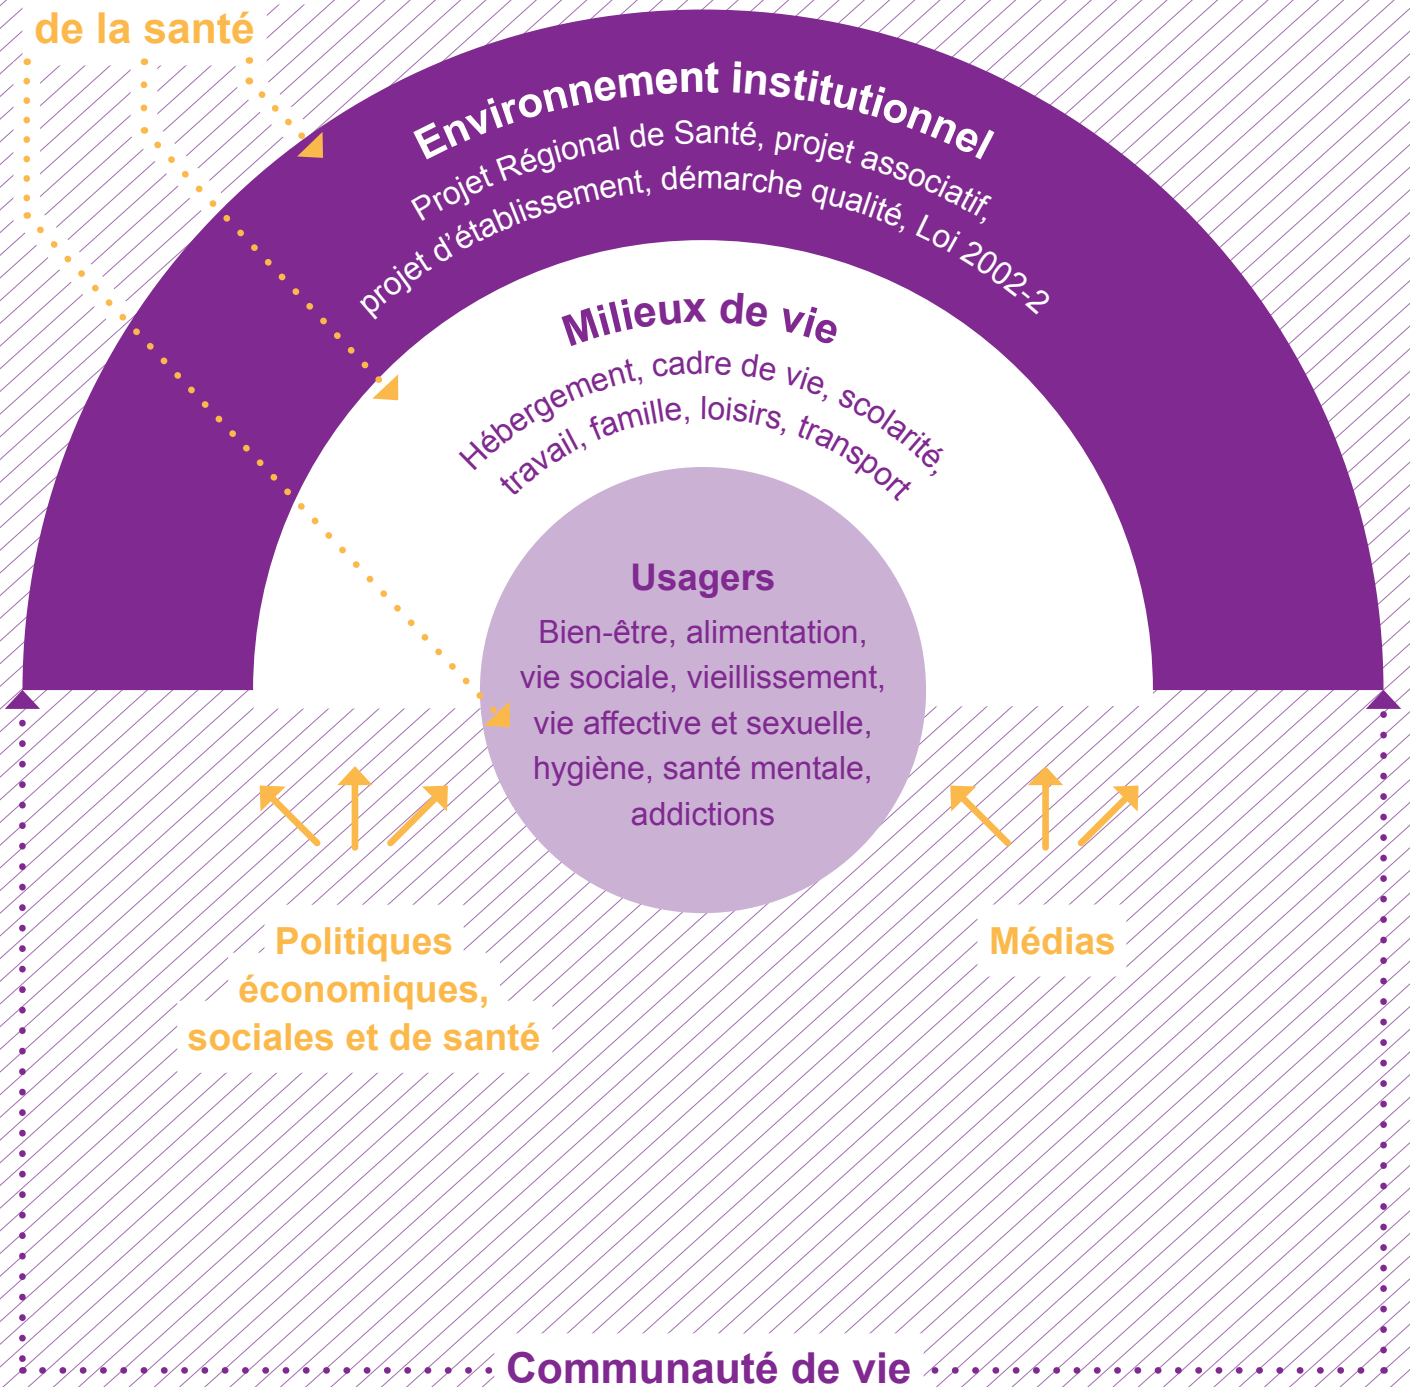 de la santé
Environnement institutionnel
Projet Régional de Santé, projet associatif,
projet d'établissement, démarche qualité, Loi 2002-2
Milieux de vie
Hébergement, cadre de vie, scolarité,
travail, famille, loisirs, transport
Usagers
Bien-être, alimentation,
vie sociale, vieillissement,
vie affective et sexuelle,
hygiène, santé mentale,
addictions
Politiques
économiques,
sociales et de santé
Médias
Communauté de vie